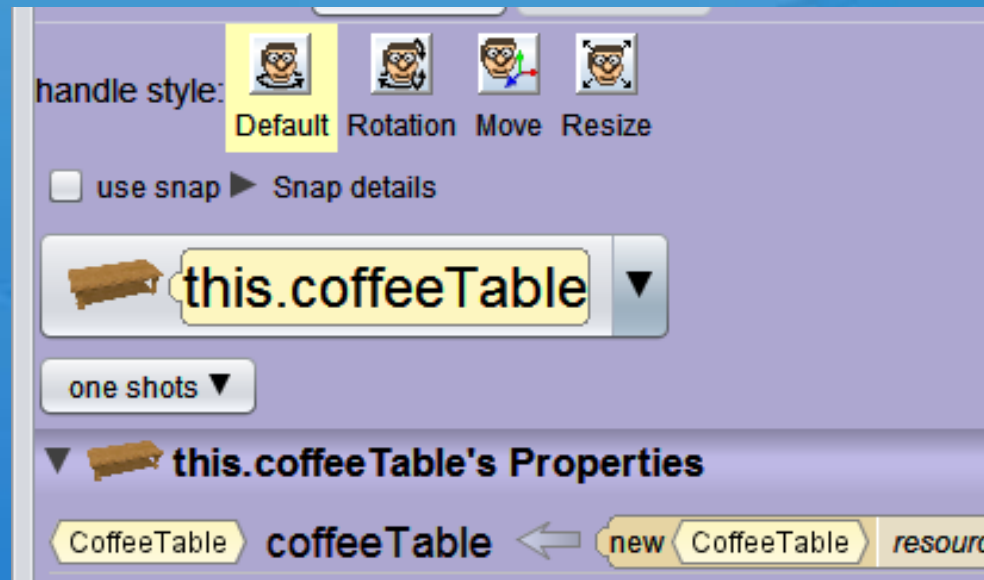 handle style:
Default Rotation Move Resize
use snap Snap details
this.coffeeTable
one shots
this.coffeeTable's Properties
CoffeeTable coffeeTable new CoffeeTable